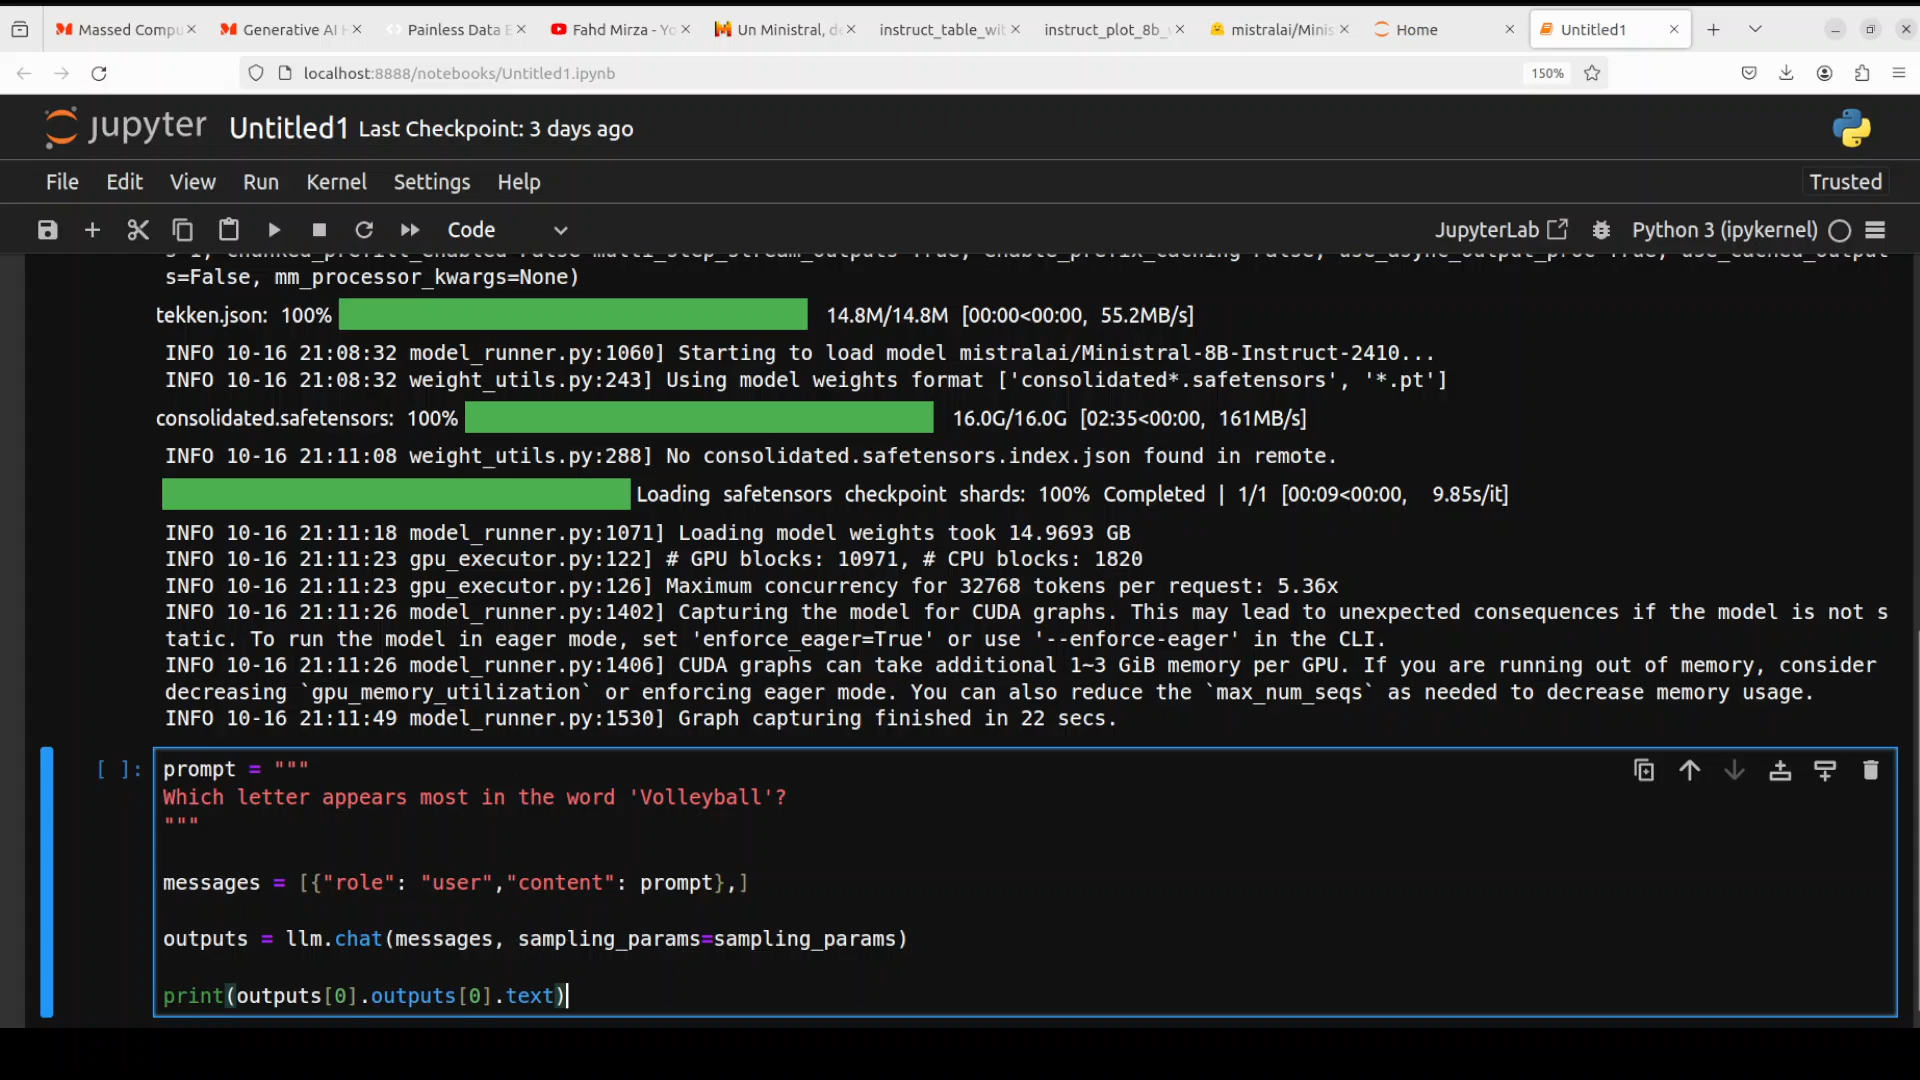 Massed Compu
Generative AI
Painless Data E
Fahd Mirza - Yo
Un Ministral, d
instruct_table_wit
instruct_plot_8b_
mistralai/Minis
Home
Untitled1
localhost:8888/notebooks/Untitled1.ipynb
150%
jupyter Untitled1 Last Checkpoint: 3 days ago
File Edit View Run Kernel Settings Help
Trusted
Code
JupyterLab
Python 3 (ipykernel)
s=False, mm_processor_kwargs=None)
tekken.json: 100% 14.8M/14.8M [00:00<00:00, 55.2MB/s]
INFO 10-16 21:08:32 model_runner.py:1060] Starting to load model mistralai/Ministral-8B-Instruct-2410...
INFO 10-16 21:08:32 weight_utils.py:243] Using model weights format ['consolidated*.safetensors', '*.pt']
consolidated.safetensors: 100% 16.0G/16.0G [02:35<00:00, 161MB/s]
INFO 10-16 21:11:08 weight_utils.py:288] No consolidated.safetensors.index.json found in remote.
Loading safetensors checkpoint shards: 100% Completed | 1/1 [00:09<00:00, 9.85s/it]
INFO 10-16 21:11:18 model_runner.py:1071] Loading model weights took 14.9693 GB
INFO 10-16 21:11:23 gpu_executor.py:122] # GPU blocks: 10971, # CPU blocks: 1820
INFO 10-16 21:11:23 gpu_executor.py:126] Maximum concurrency for 32768 tokens per request: 5.36x
INFO 10-16 21:11:26 model_runner.py:1402] Capturing the model for CUDA graphs. This may lead to unexpected consequences if the model is not s
tatic. To run the model in eager mode, set 'enforce_eager=True' or use '--enforce-eager' in the CLI.
INFO 10-16 21:11:26 model_runner.py:1406] CUDA graphs can take additional 1~3 GiB memory per GPU. If you are running out of memory, consider
decreasing `gpu_memory_utilization` or enforcing eager mode. You can also reduce the `max_num_seqs` as needed to decrease memory usage.
INFO 10-16 21:11:49 model_runner.py:1530] Graph capturing finished in 22 secs.
[ ]: prompt = """
Which letter appears most in the word 'Volleyball'?
"""
messages = [{"role": "user","content": prompt},]
outputs = llm.chat(messages, sampling_params=sampling_params)
print(outputs[0].outputs[0].text)